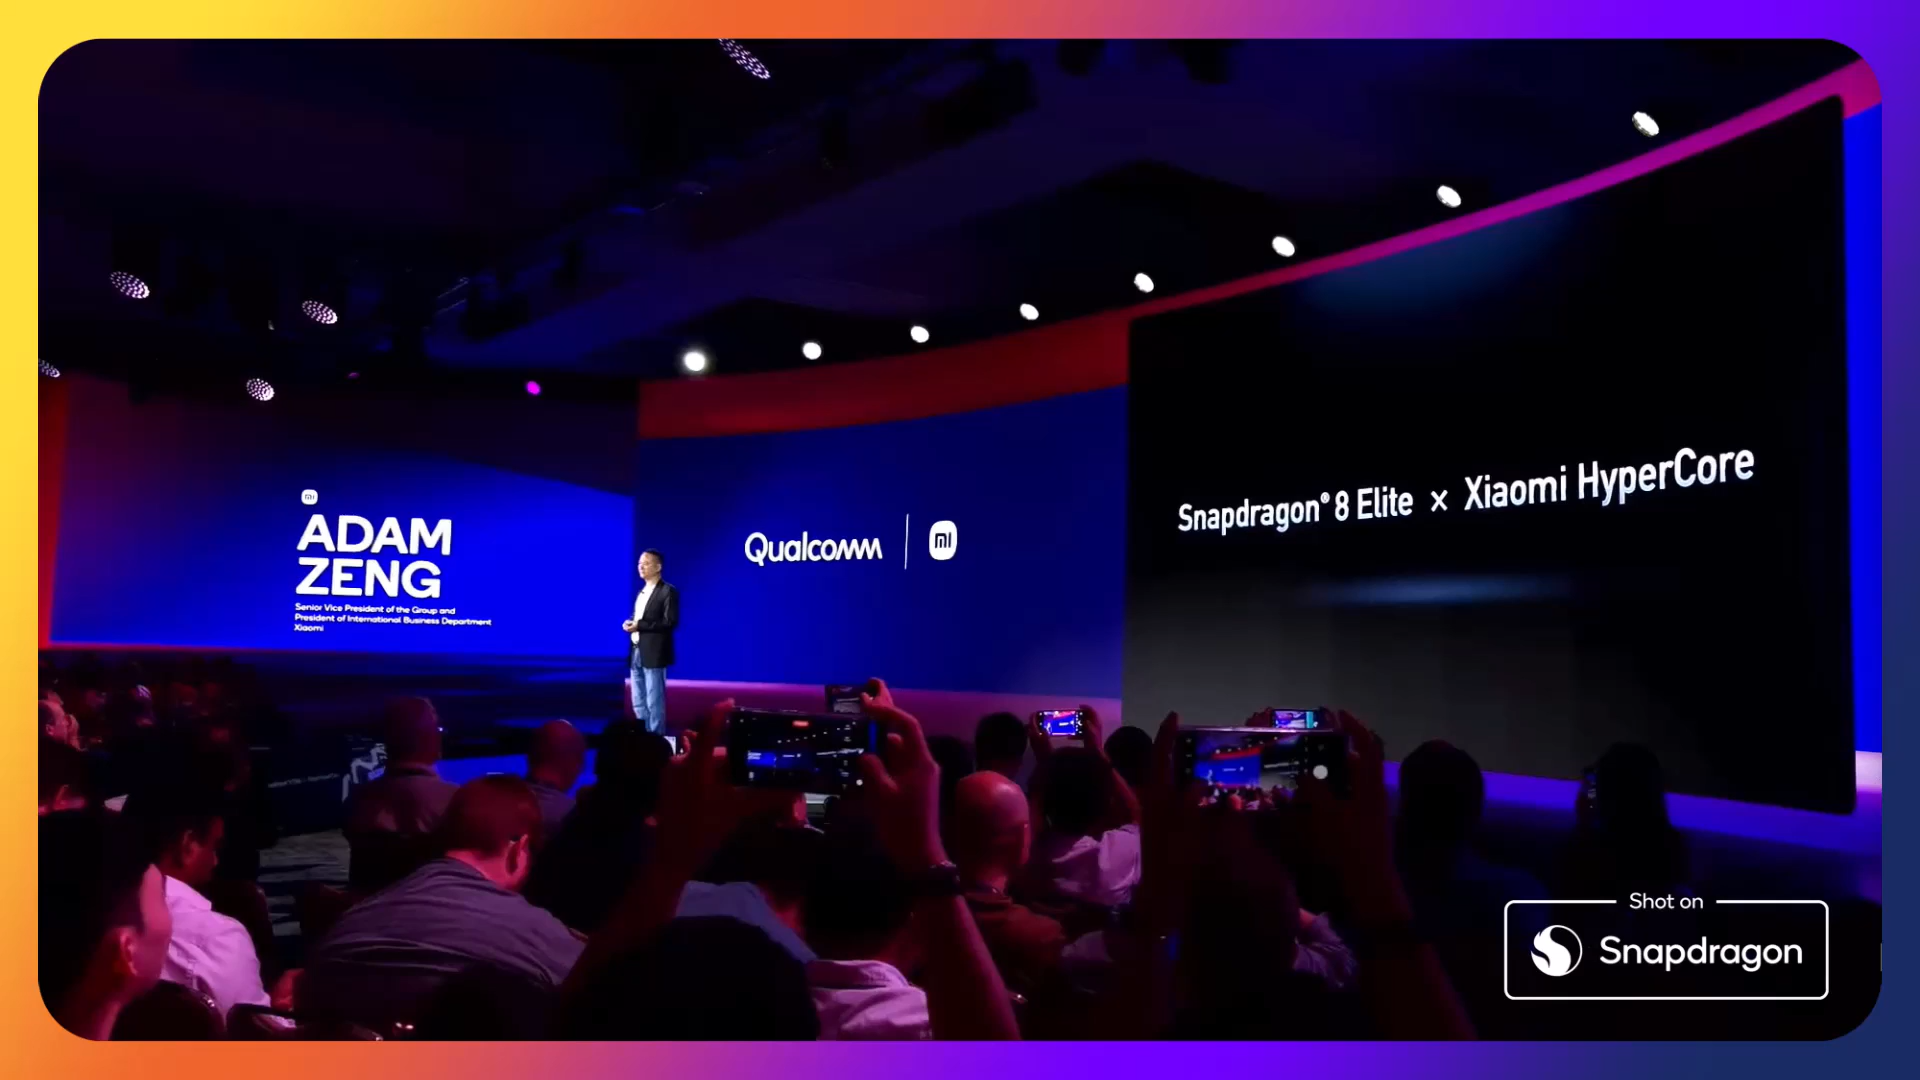 mi
ADAM
ZENG
Senior Vice President of the Group and
President of International Business Department
Xiaomi
Qualcomm
mi
Snapdragon® 8 Elite x Xiaomi HyperCore
Shot on
Snapdragon